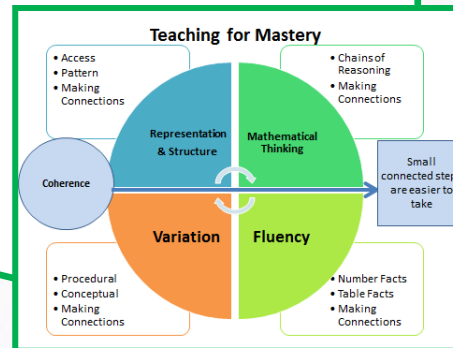 Teaching for Mastery
• Access
• Pattern
• Making
Connections
• Chains of
Reasoning
• Making
Connections
Representation
& Structure
Mathematical
Thinking
Coherence
Small
connected step
are easier to
take
Variation
Fluency
• Procedural
• Conceptual
• Making
Connections
• Number Facts
• Table Facts
• Making
Connections